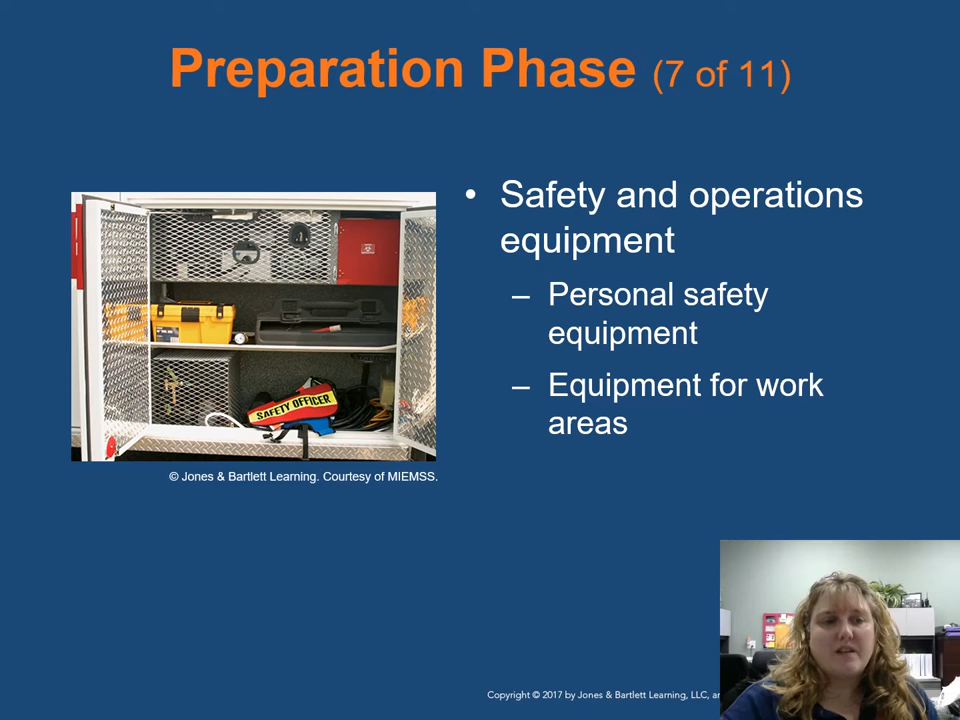 Preparation Phase (7 of 11)
• Safety and operations
equipment
– Personal safety
equipment
– Equipment for work
areas
SAFETY OFFICER
© Jones & Bartlett Learning. Courtesy of MIEMSS.
Copyright © 2017 by Jones & Bartlett Learning, LLC,